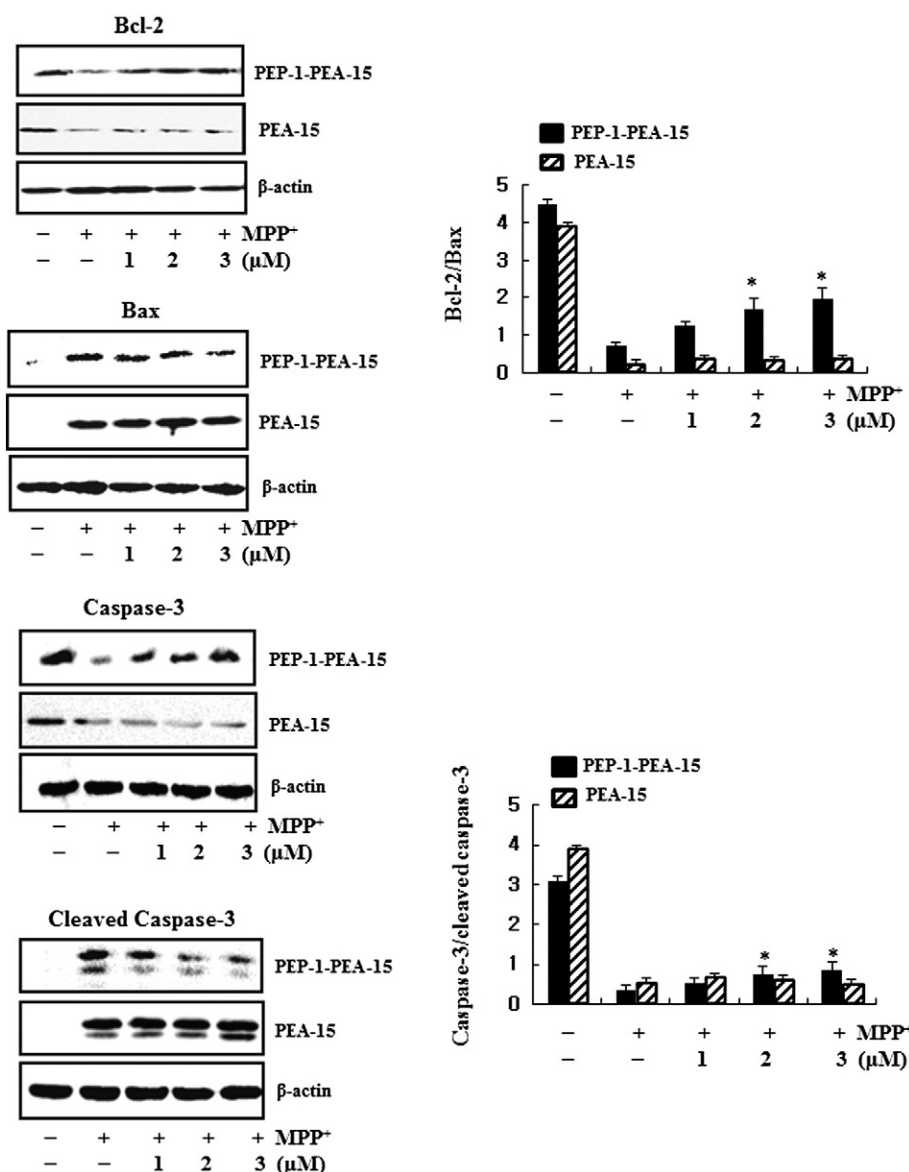 Bcl-2
PEP-1-PEA-15
PEA-15
β-actin
– + + + + MPP⁺
– – 1 2 3 (µM)
Bax
PEP-1-PEA-15
PEA-15
β-actin
– + + + + MPP⁺
– – 1 2 3 (µM)
Caspase-3
PEP-1-PEA-15
PEA-15
β-actin
– + + + + MPP⁺
– – 1 2 3 (µM)
Cleaved Caspase-3
PEP-1-PEA-15
PEA-15
β-actin
– + + + + MPP⁺
– – 1 2 3 (µM)
PEP-1-PEA-15
PEA-15
Bcl-2/Bax
5
4
3
2
1
0
* *
– + + + + MPP⁺
– – 1 2 3 (µM)
PEP-1-PEA-15
PEA-15
Caspase-3/cleaved caspase-3
5
4
3
2
1
0
* *
– + + + + MPP⁺
– – 1 2 3 (µM)